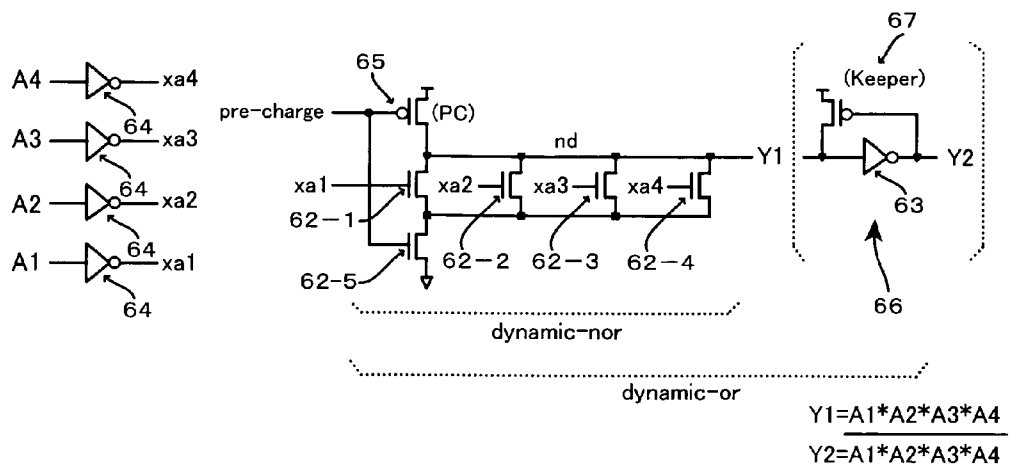 A4 xa4
64
A3 xa3
64
A2 xa2
64
A1 xa1
64
65
pre-charge
(PC)
nd
Y1
xa1
xa2
xa3
xa4
62-1
62-5
62-2
62-3
62-4
67
(Keeper)
Y2
63
66
dynamic-nor
dynamic-or
Y1=A1*A2*A3*A4
Y2=A1*A2*A3*A4